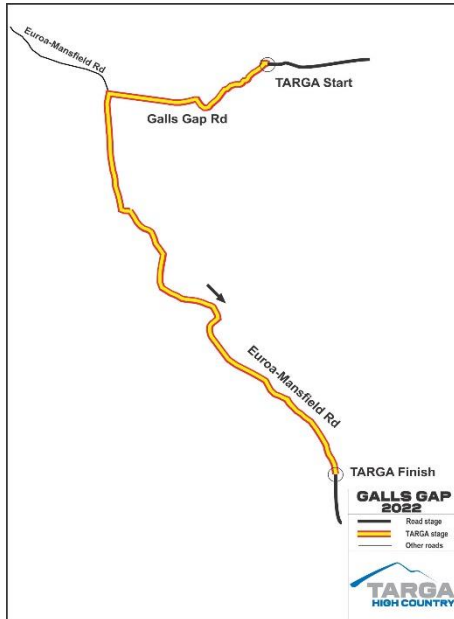 Euroa-Mansfield Rd
TARGA Start
Galls Gap Rd
Euroa-Mansfield Rd
TARGA Finish
GALLS GAP
2022
Road stage
TARGA stage
Other roads
TARGA
HIGH COUNTRY